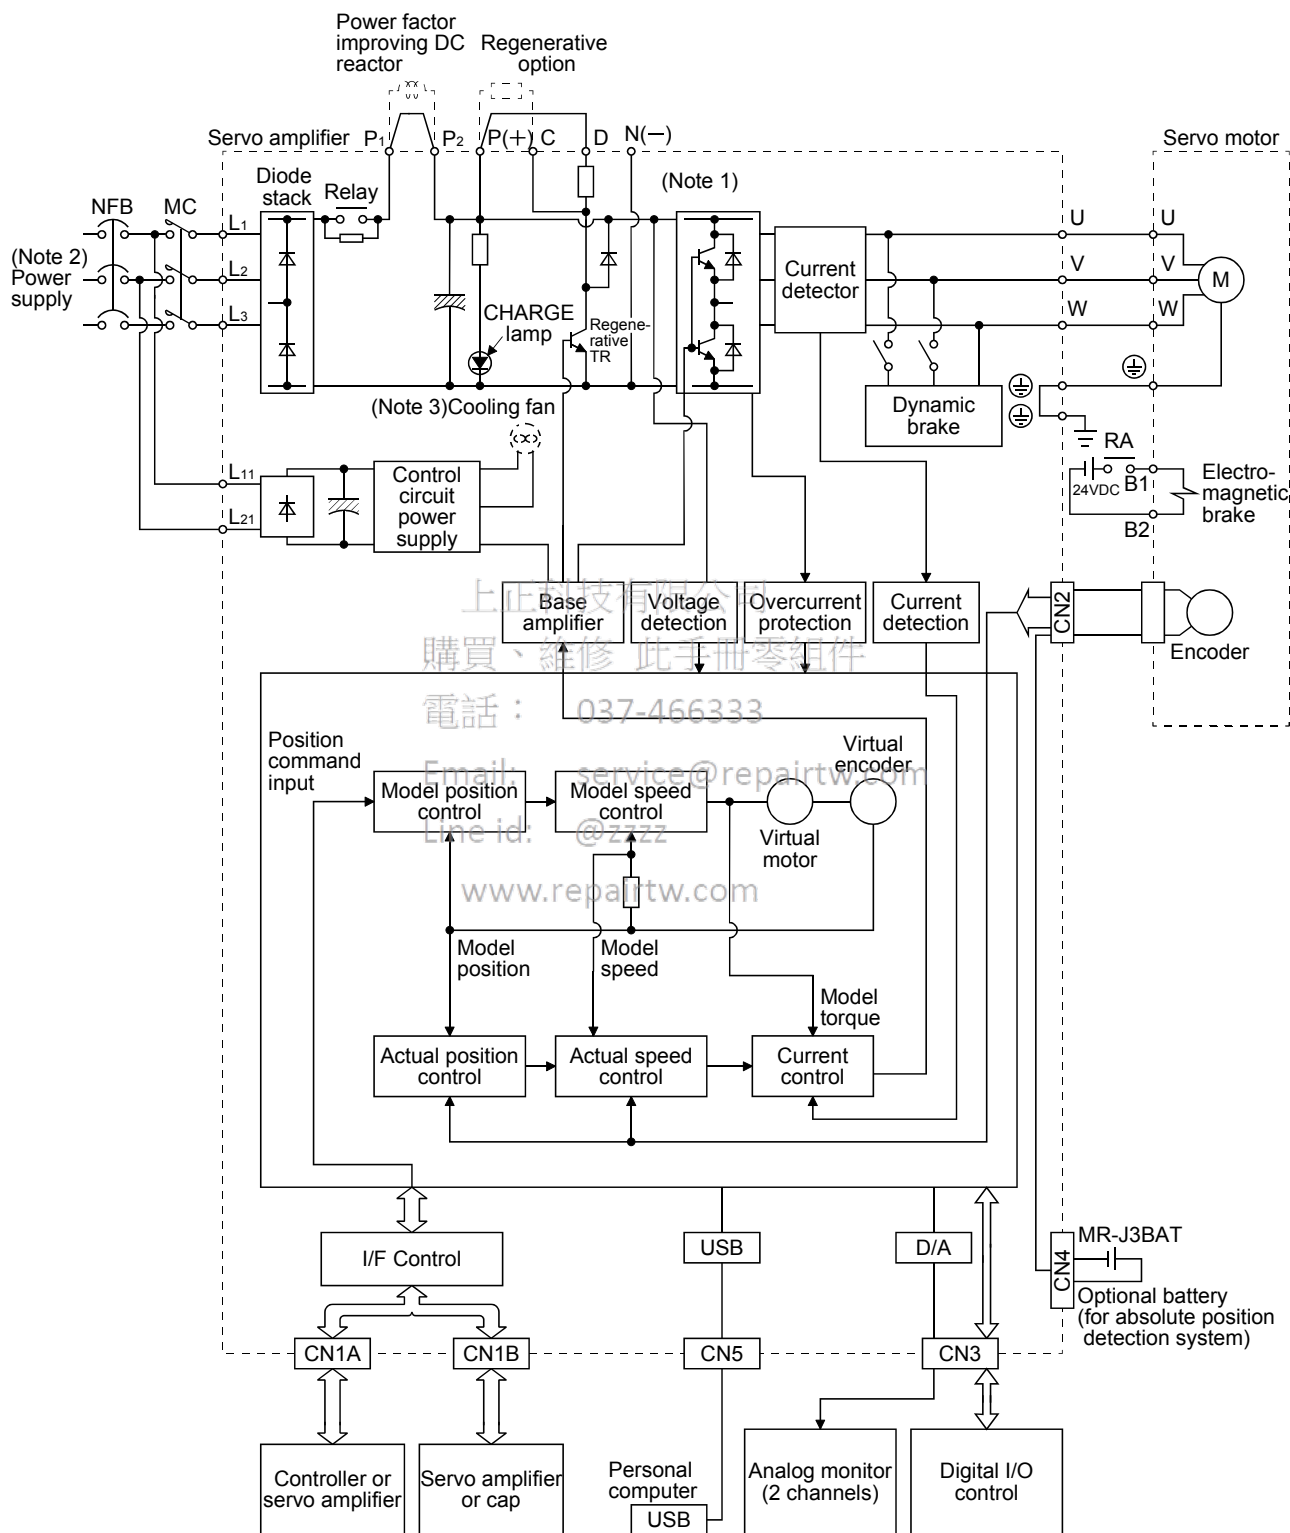 Power factor
improving DC
reactor
Regenerative
option
Servo amplifier
P1
P2
P(+)
C
D
N(−)
Servo motor
Diode
stack
Relay
(Note 1)
NFB
MC
L1
L2
L3
(Note 2)
Power
supply
CHARGE
lamp
Regene-
rative
TR
Current
detector
U
V
W
U
V
W
M
Dynamic
brake
(Note 3)Cooling fan
RA
24VDC
B1
B2
Electro-
magnetic
brake
L11
L21
Control
circuit
power
supply
Base
amplifier
Voltage
detection
Overcurrent
protection
Current
detection
CN2
Encoder
上正科技有限公司
購買、維修 此手冊零組件
電話： 037-466333
Email: service@repairtw.com
Line id: @zzzz
www.repairtw.com
Position
command
input
Model position
control
Model speed
control
Virtual
motor
Virtual
encoder
Model
position
Model
speed
Model
torque
Actual position
control
Actual speed
control
Current
control
I/F Control
USB
D/A
CN4
MR-J3BAT
Optional battery
(for absolute position
detection system)
CN1A
CN1B
CN5
CN3
Controller or
servo amplifier
Servo amplifier
or cap
Personal
computer
USB
Analog monitor
(2 channels)
Digital I/O
control